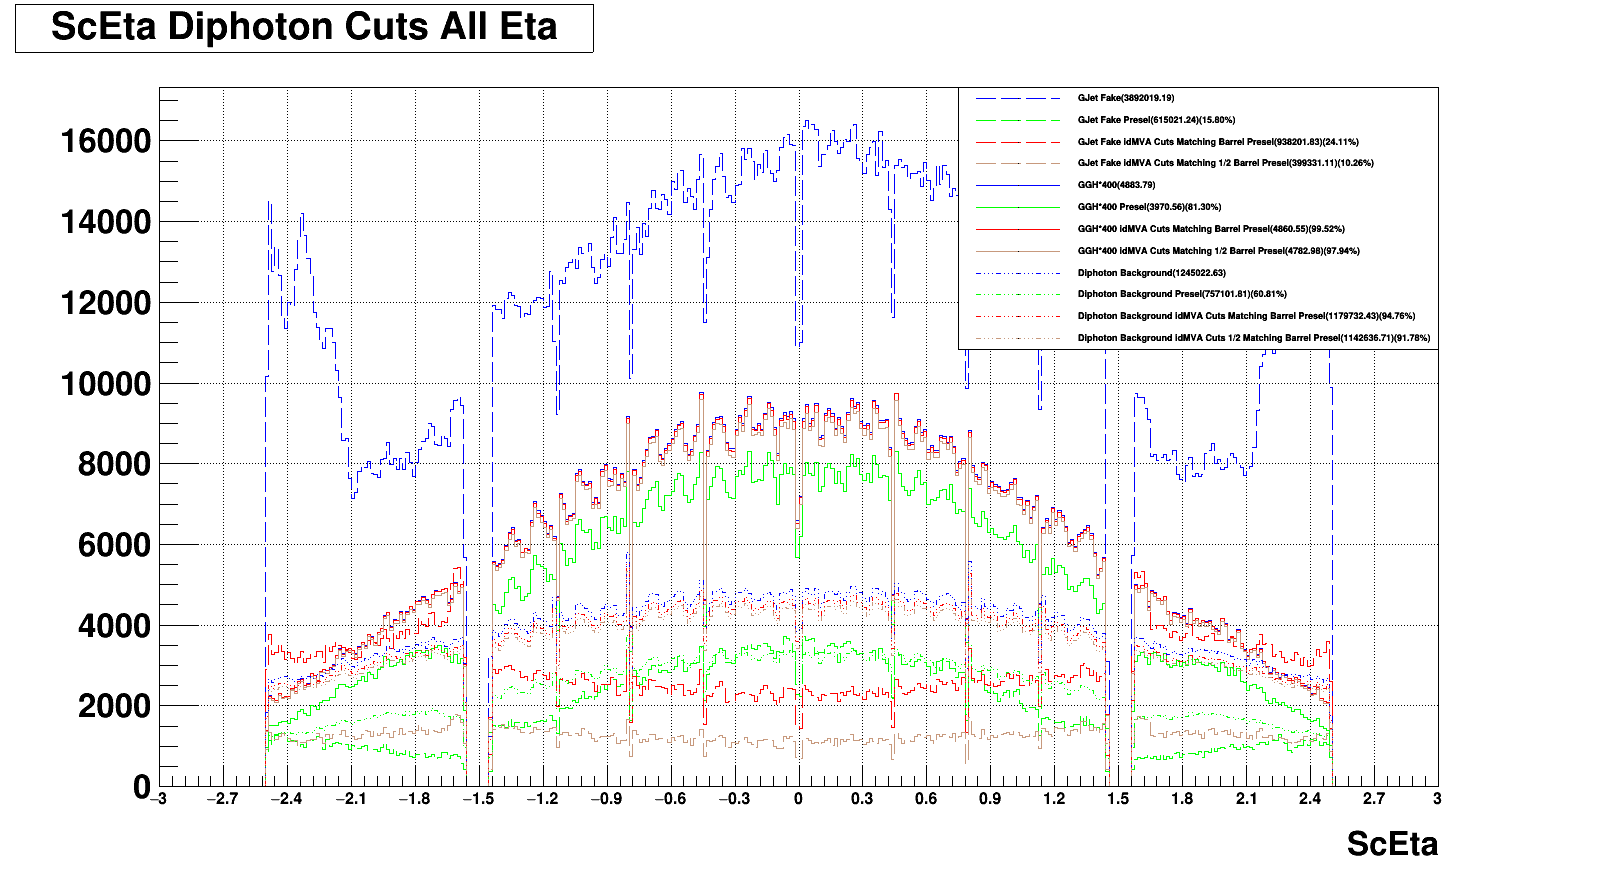 ScEta Diphoton Cuts All Eta
GJet Fake(3892019.19)
GJet Fake Presel(615021.24)(15.80%)
GJet Fake idMVA Cuts Matching Barrel Presel(938201.83)(24.11%)
GJet Fake idMVA Cuts Matching 1/2 Barrel Presel(399331.11)(10.26%)
GGH*400(4883.79)
GGH*400 Presel(3970.56)(81.30%)
GGH*400 idMVA Cuts Matching Barrel Presel(4860.55)(99.52%)
GGH*400 idMVA Cuts Matching 1/2 Barrel Presel(4782.98)(97.94%)
Diphoton Background(1245022.63)
Diphoton Background Presel(757101.81)(60.81%)
Diphoton Background idMVA Cuts Matching Barrel Presel(1179732.43)(94.76%)
Diphoton Background idMVA Cuts 1/2 Matching Barrel Presel(1142636.71)(91.78%)
16000
14000
12000
10000
8000
6000
4000
2000
0
−3 −2.7 −2.4 −2.1 −1.8 −1.5 −1.2 −0.9 −0.6 −0.3 0 0.3 0.6 0.9 1.2 1.5 1.8 2.1 2.4 2.7 3
ScEta